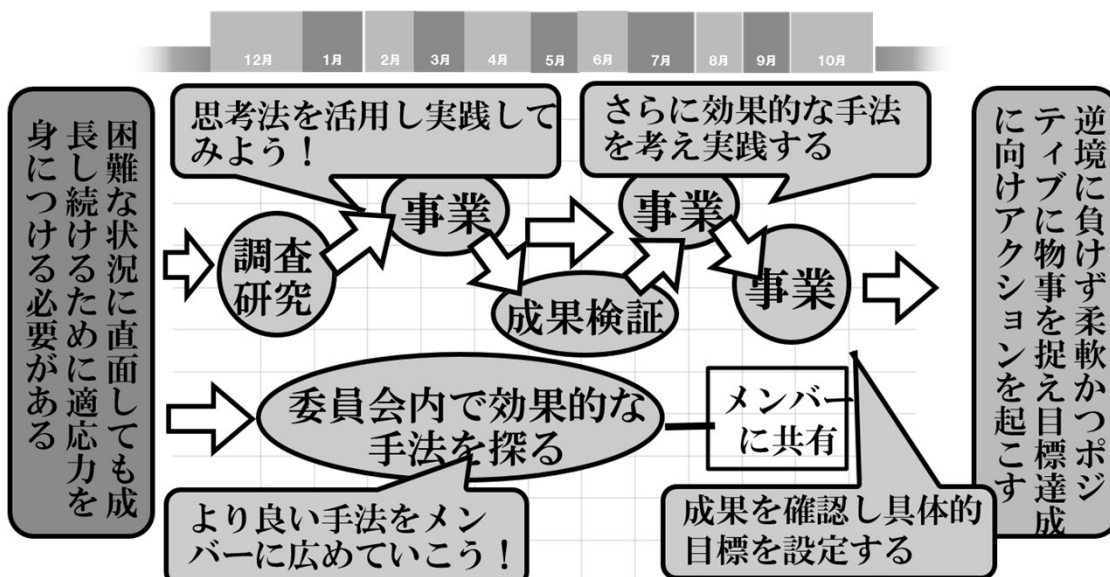 12月 1月 2月 3月 4月 5月 6月 7月 8月 9月 10月
困難な状況に直面しても成
長し続けるために適応力を
身につける必要がある
思考法を活用し実践して
みよう！
さらに効果的な手法
を考え実践する
調査
研究
事業
成果検証
事業
事業
委員会内で効果的な
手法を探る
メンバー
に共有
より良い手法をメン
バーに広めていこう！
成果を確認し具体的
目標を設定する
逆境に負けず柔軟かつポジ
ティブに物事を捉え目標達成
に向けアクションを起こす